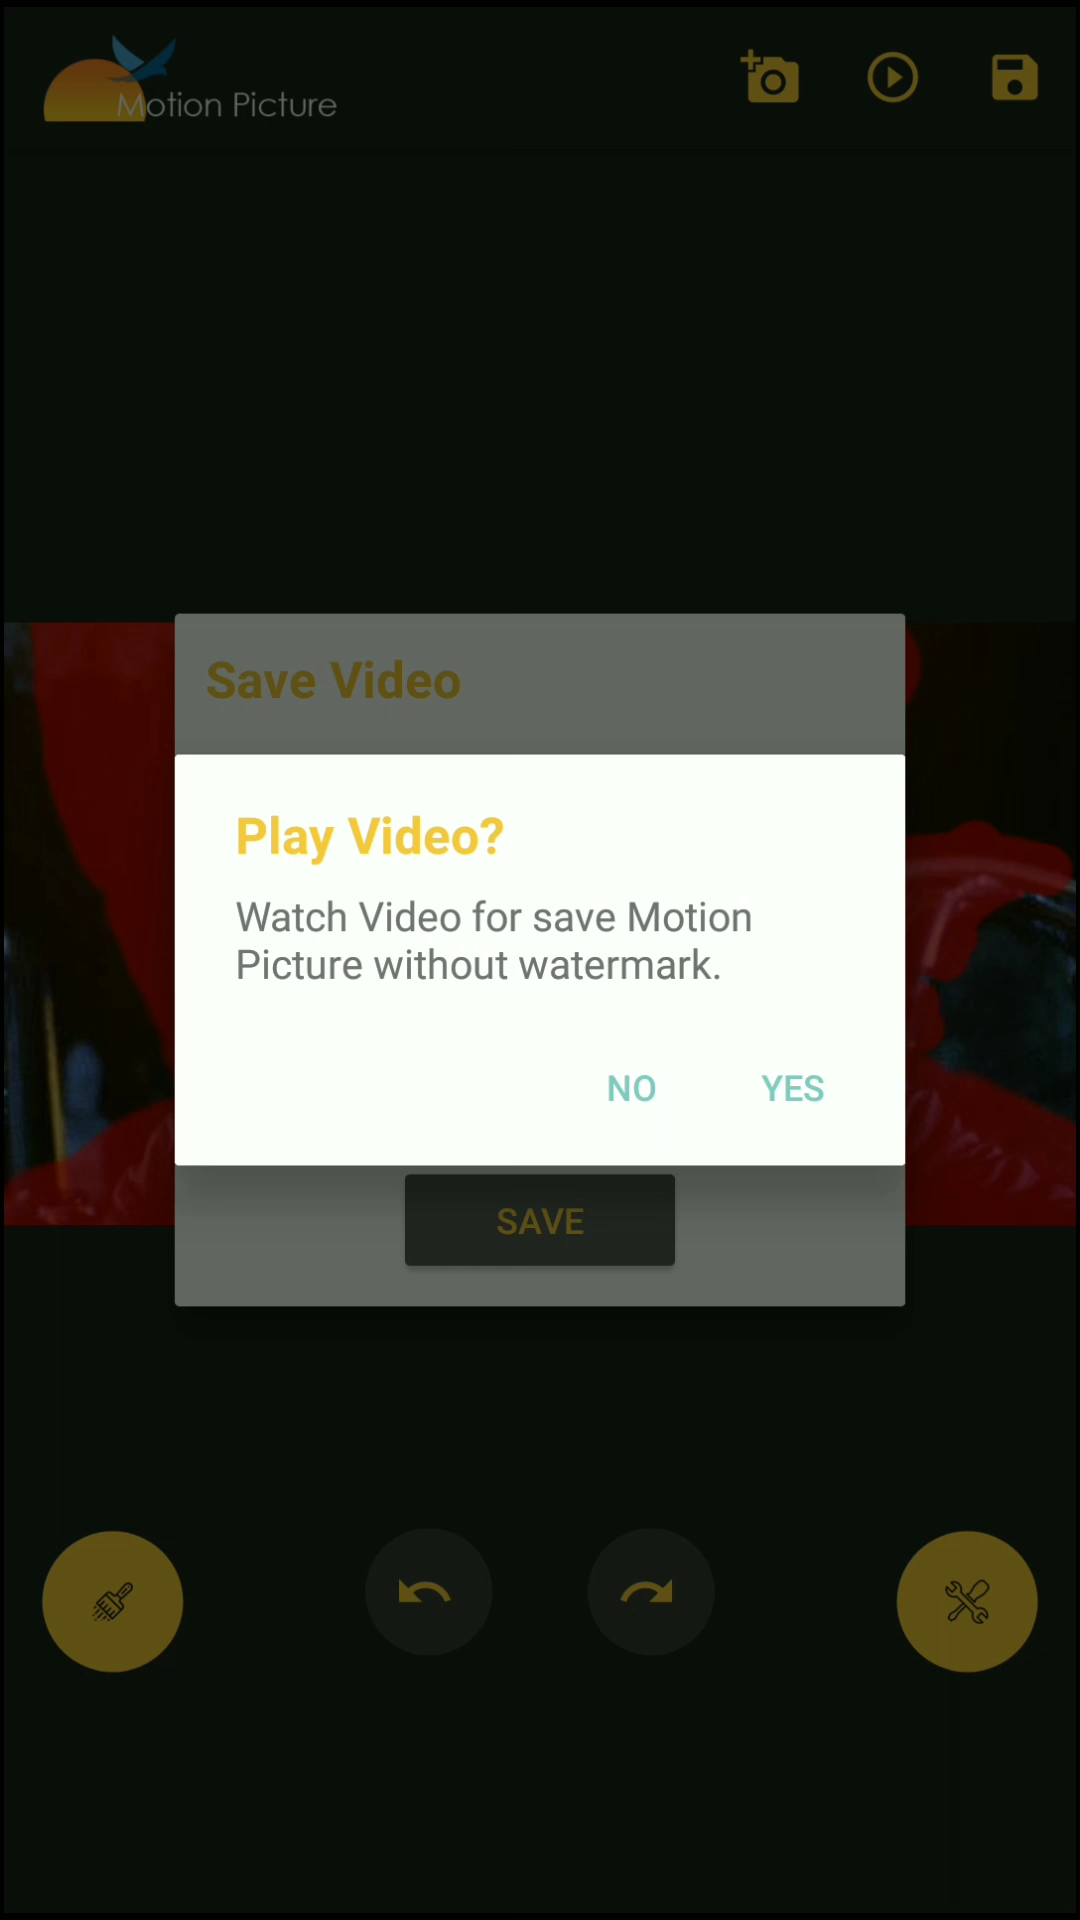 Motion Picture
Save Video
Play Video?
Watch Video for save Motion
Picture without watermark.
NO YES
SAVE